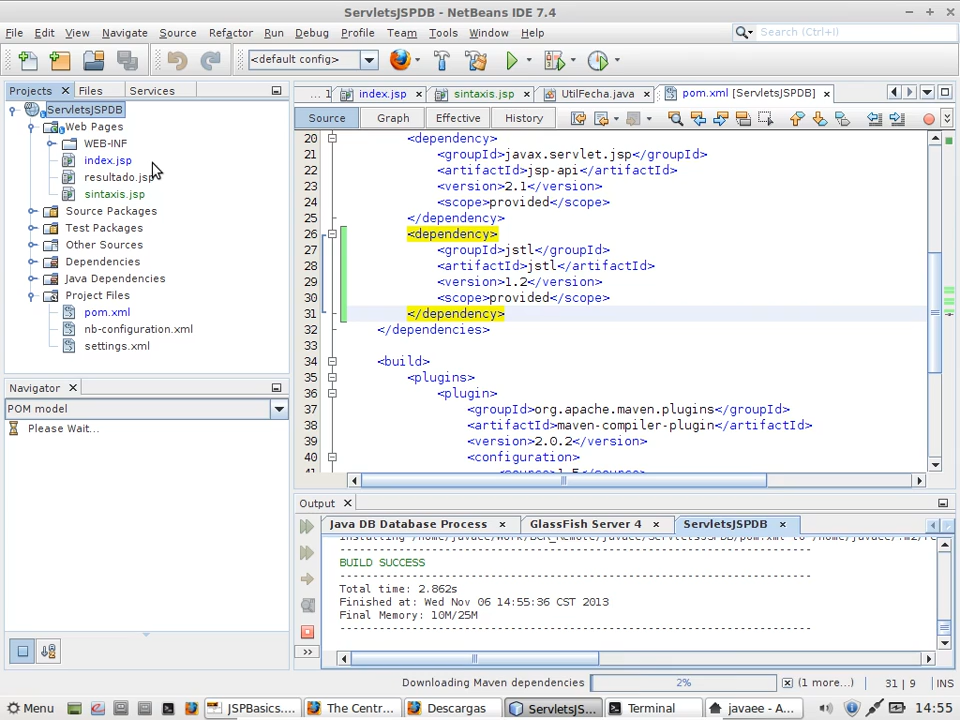 ServletsJSPDB - NetBeans IDE 7.4
File Edit View Navigate Source Refactor Run Debug Profile Team Tools Window Help
Search (Ctrl+I)
<default config>
Projects Files Services
... 1 index.jsp sintaxis.jsp UtilFecha.java pom.xml [ServletsJSPDB]
Source Graph Effective History
ServletsJSPDB
Web Pages
WEB-INF
index.jsp
resultado.jsp
sintaxis.jsp
Source Packages
Test Packages
Other Sources
Dependencies
Java Dependencies
Project Files
pom.xml
nb-configuration.xml
settings.xml
20 <dependency>
21 <groupId>javax.servlet.jsp</groupId>
22 <artifactId>jsp-api</artifactId>
23 <version>2.1</version>
24 <scope>provided</scope>
25 </dependency>
26 <dependency>
27 <groupId>jstl</groupId>
28 <artifactId>jstl</artifactId>
29 <version>1.2</version>
30 <scope>provided</scope>
31 </dependency>
32 </dependencies>
33
34 <build>
35 <plugins>
36 <plugin>
37 <groupId>org.apache.maven.plugins</groupId>
38 <artifactId>maven-compiler-plugin</artifactId>
39 <version>2.0.2</version>
40 <configuration>
Navigator
POM model
Please Wait...
Output
Java DB Database Process GlassFish Server 4 ServletsJSPDB
------------------------------------------------------------------------
BUILD SUCCESS
------------------------------------------------------------------------
Total time: 2.862s
Finished at: Wed Nov 06 14:55:36 CST 2013
Final Memory: 10M/25M
------------------------------------------------------------------------
Downloading Maven dependencies 2% (1 more...) 31 | 9 INS
Menu JSPBasics.... The Centr... Descargas ServletsJS... Terminal javaee - A... 14:55